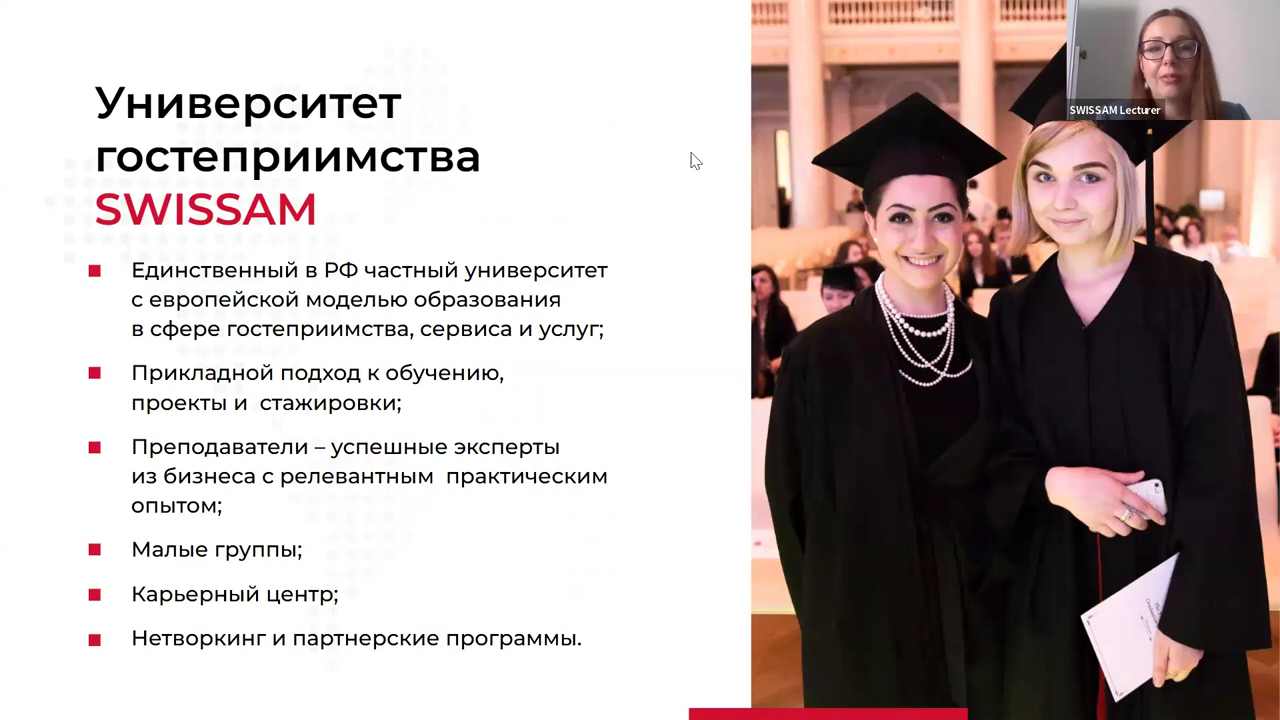 Университет
гостеприимства
SWISSAM
Единственный в РФ частный университет
с европейской моделью образования
в сфере гостеприимства, сервиса и услуг;
Прикладной подход к обучению,
проекты и  стажировки;
Преподаватели – успешные эксперты
из бизнеса с релевантным  практическим
опытом;
Малые группы;
Карьерный центр;
Нетворкинг и партнерские программы.
SWISSAM Lecturer